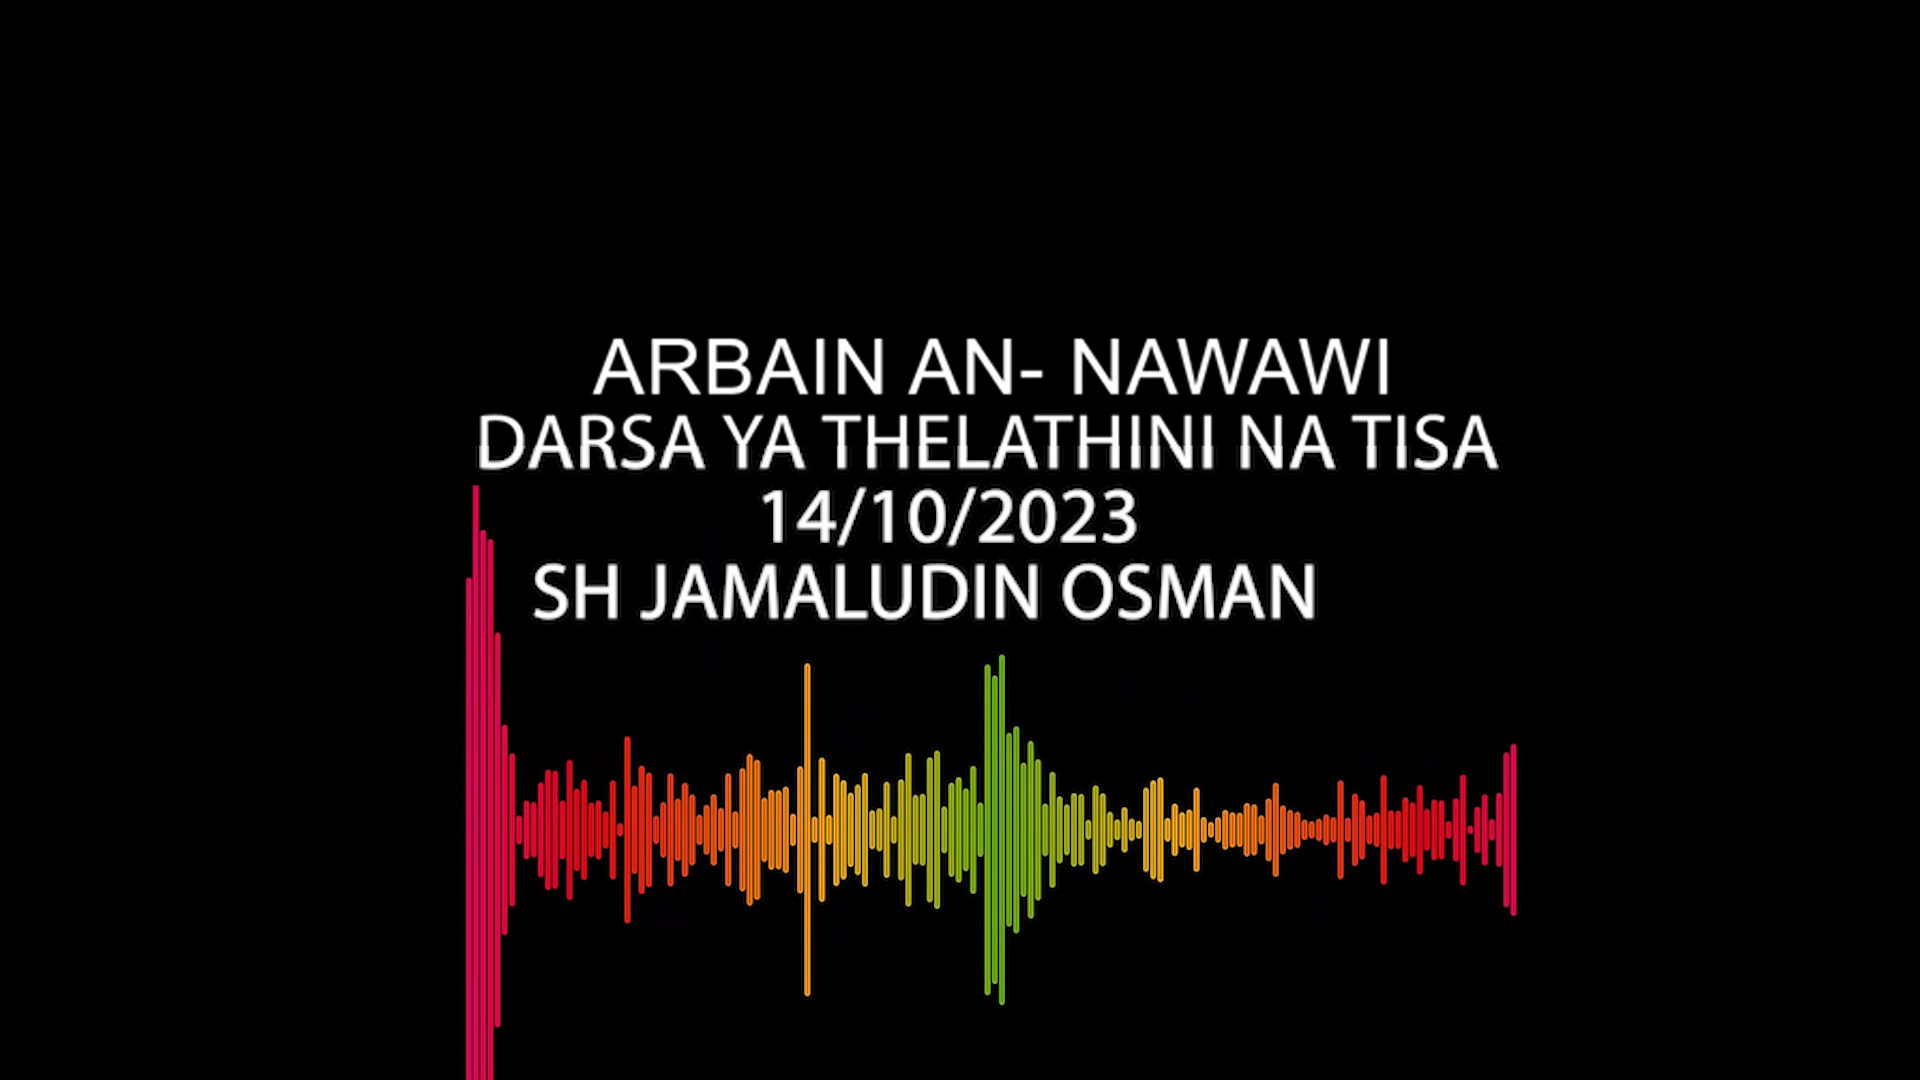 ARBAIN AN- NAWAWI
DARSA YA THELATHINI NA TISA
14/10/2023
SH JAMALUDIN OSMAN